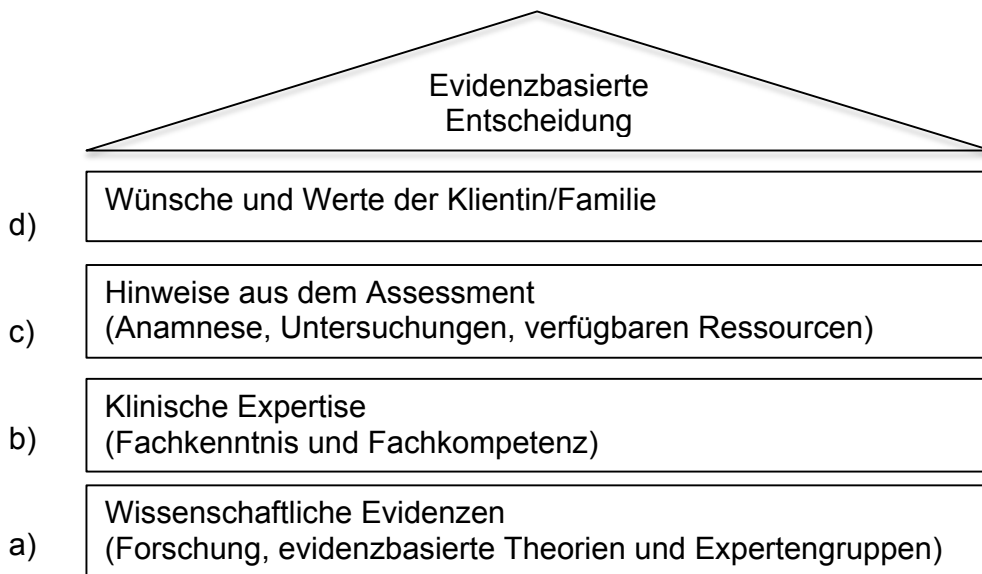 Evidenzbasierte
Entscheidung
d)
Wünsche und Werte der Klientin/Familie
c)
Hinweise aus dem Assessment
(Anamnese, Untersuchungen, verfügbaren Ressourcen)
b)
Klinische Expertise
(Fachkenntnis und Fachkompetenz)
a)
Wissenschaftliche Evidenzen
(Forschung, evidenzbasierte Theorien und Expertengruppen)